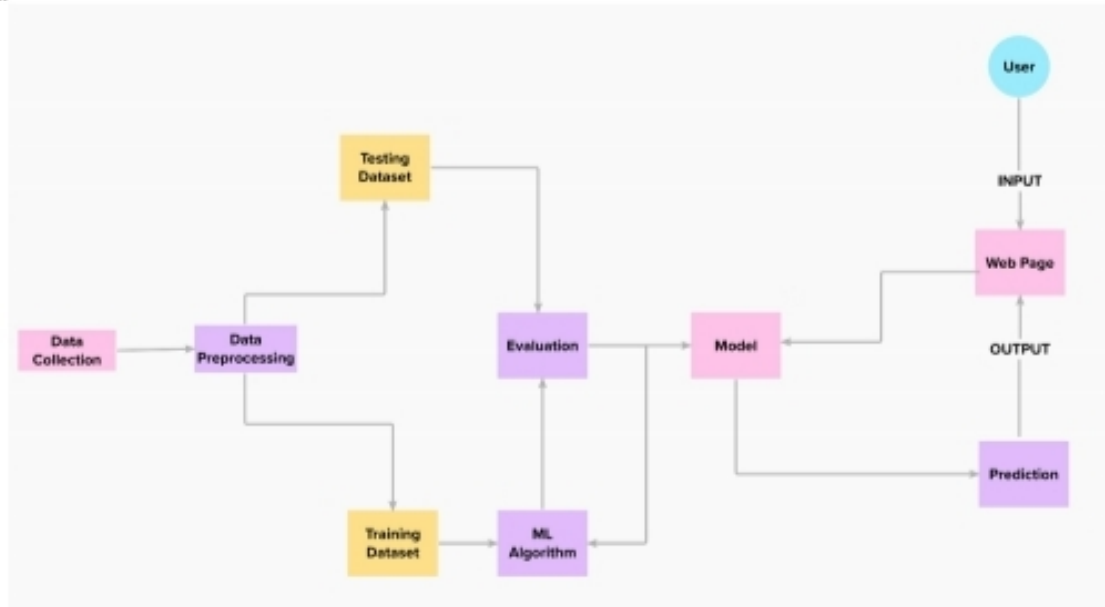 User
INPUT
Testing
Dataset
Web Page
Data
Collection
Data
Preprocessing
Evaluation
Model
OUTPUT
Prediction
Training
Dataset
ML
Algorithm